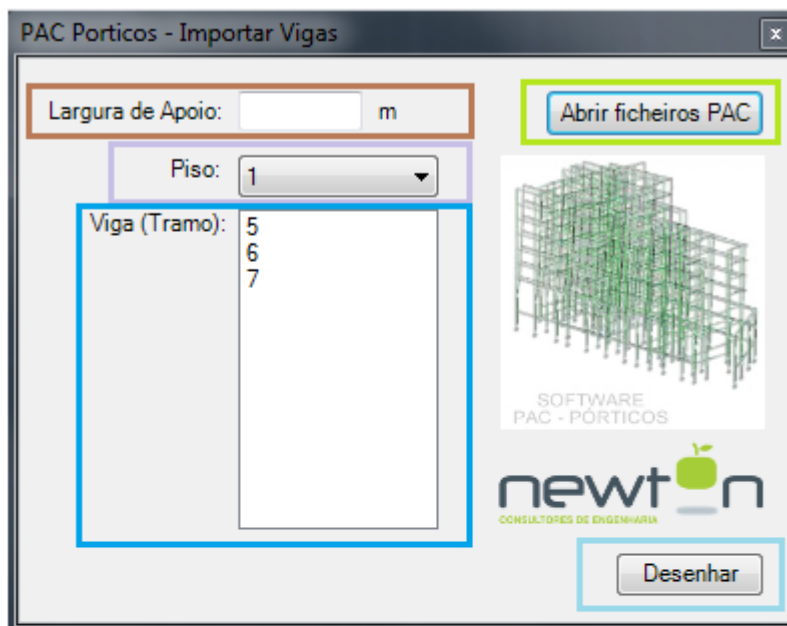 PAC Porticos - Importar Vigas
x
Largura de Apoio: m
Abrir ficheiros PAC
Piso: 1
Viga (Tramo): 5
6
7
SOFTWARE
PAC - PÓRTICOS
newton
CONSULTORES DE ENGENHARIA
Desenhar